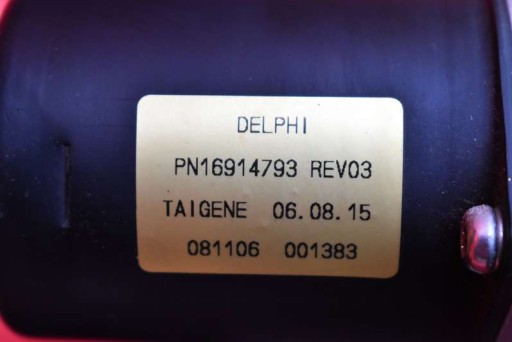 DELPHI
PN16914793 REV03
TAIGENE 06.08.15
081106 001383